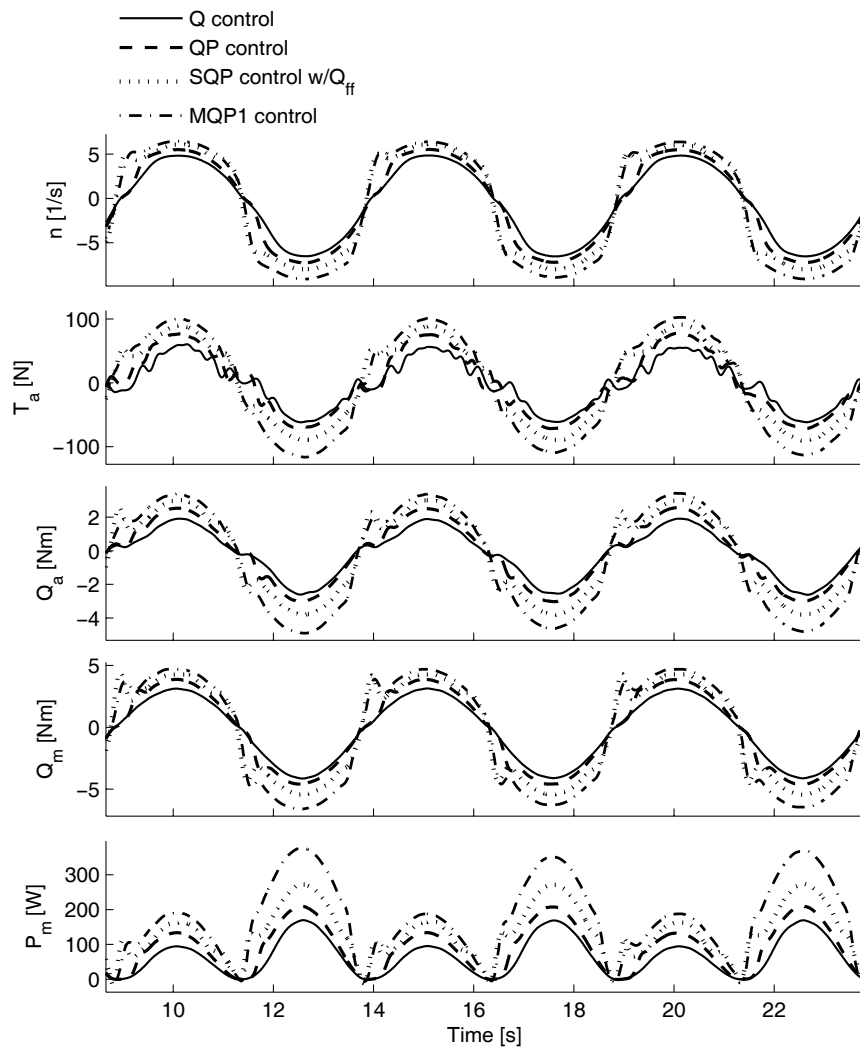 Q control
QP control
SQP control w/Q_ff
MQP1 control
n [1/s]
5
0
−5
T_a [N]
100
0
−100
Q_a [Nm]
2
0
−2
−4
Q_m [Nm]
5
0
−5
P_m [W]
300
200
100
0
10 12 14 16 18 20 22
Time [s]